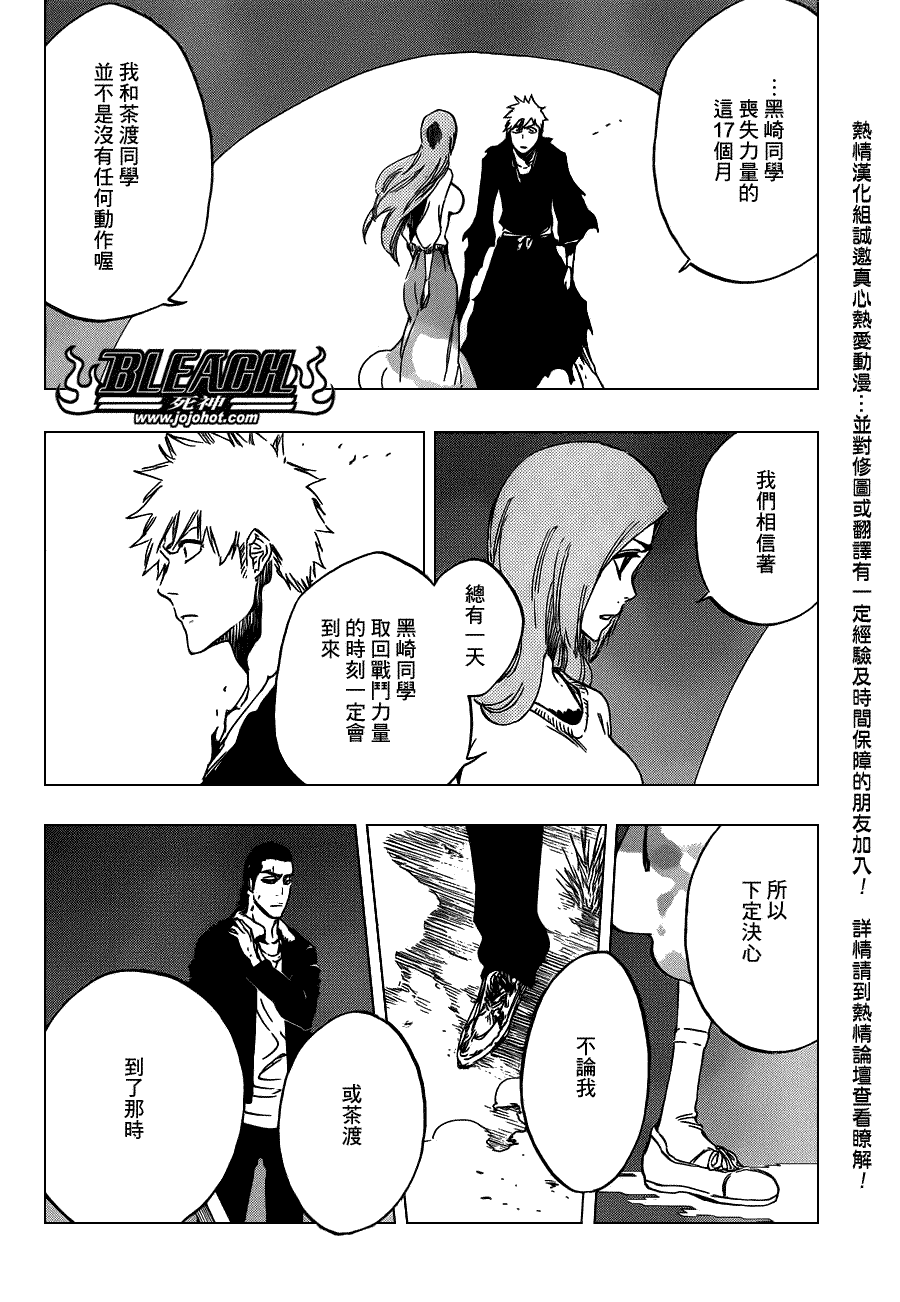 …黑崎同學
喪失力量的
這17個月
我和茶渡同學
並不是沒有任何動作喔
BLEACH
死神
www.jojohot.com
我們相信著
總有一天
黑崎同學
取回戰鬥力量
的時刻一定會
到來
所以
下定決心
不論我
或茶渡
到了那時
熱情漢化組誠邀真心熱愛動漫…並對修圖或翻譯有一定經驗及時間保障的朋友加入！ 詳情請到熱情論壇查看瞭解！